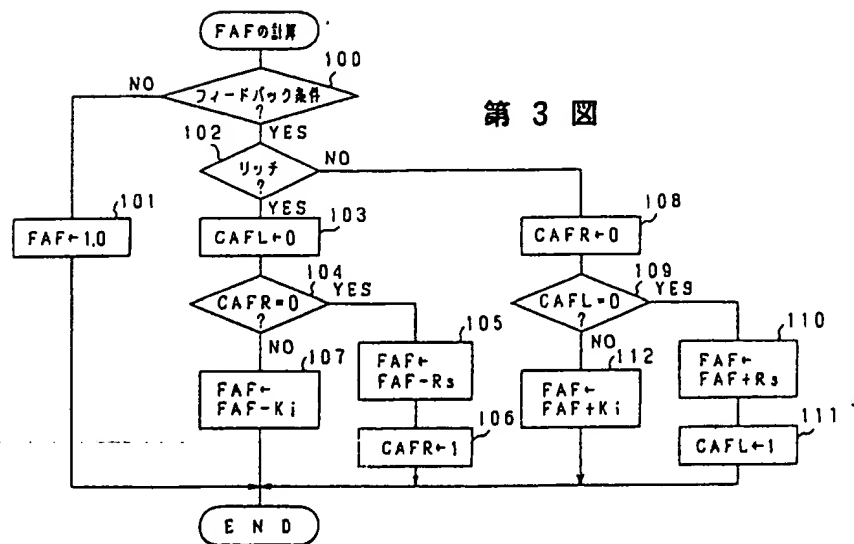 FAFの計算
100
NO
フィードバック条件
?
第 3 図
102
YES
リッチ
?
NO
101
YES
103
108
FAF←1.0
CAFL←0
CAFR←0
104
109
CAFR=0
?
YES
CAFL=0
?
YES
105
110
NO
107
NO
112
FAF←
FAF-Ki
FAF←
FAF-Rs
FAF←
FAF+Ki
FAF←
FAF+Rs
106
111
CAFR←1
CAFL←1
END